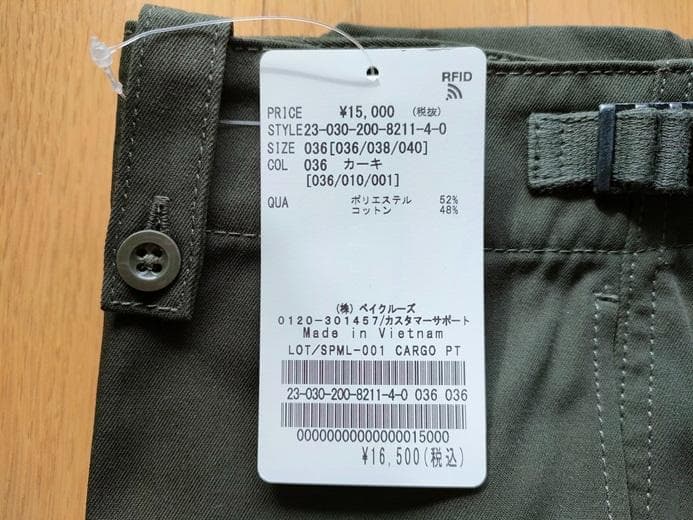 RFID
PRICE ¥15,000 (税抜)
STYLE23-030-200-8211-4-0
SIZE 036[036/038/040]
COL 036 カーキ
[036/010/001]
QUA ポリエステル 52%
コットン 48%
(株) ベイクルーズ
0120-301457/カスタマーサポート
Made in Vietnam
LOT/SPML-001 CARGO PT
23-030-200-8211-4-0 036 036
00000000000000015000
¥16,500(税込)